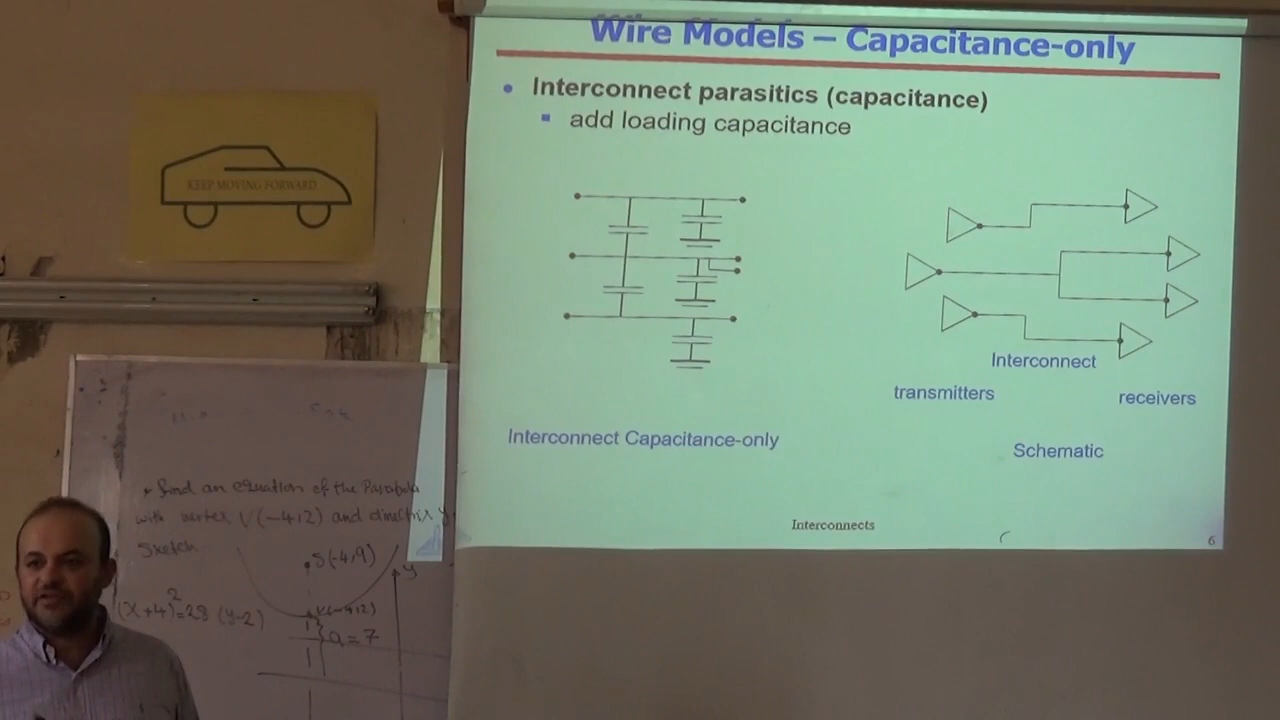 Wire Models – Capacitance-only
• Interconnect parasitics (capacitance)
▪ add loading capacitance
KEEP MOVING FORWARD
Interconnect
transmitters
receivers
Interconnect Capacitance-only
Schematic
Interconnects
6
• find an equation of the Parabola
with vertex V(-4,2) and directrix y
Sketch
S(-4,9)
y
(x+4)²=28 (y-2)
V(-4,2)
a=7